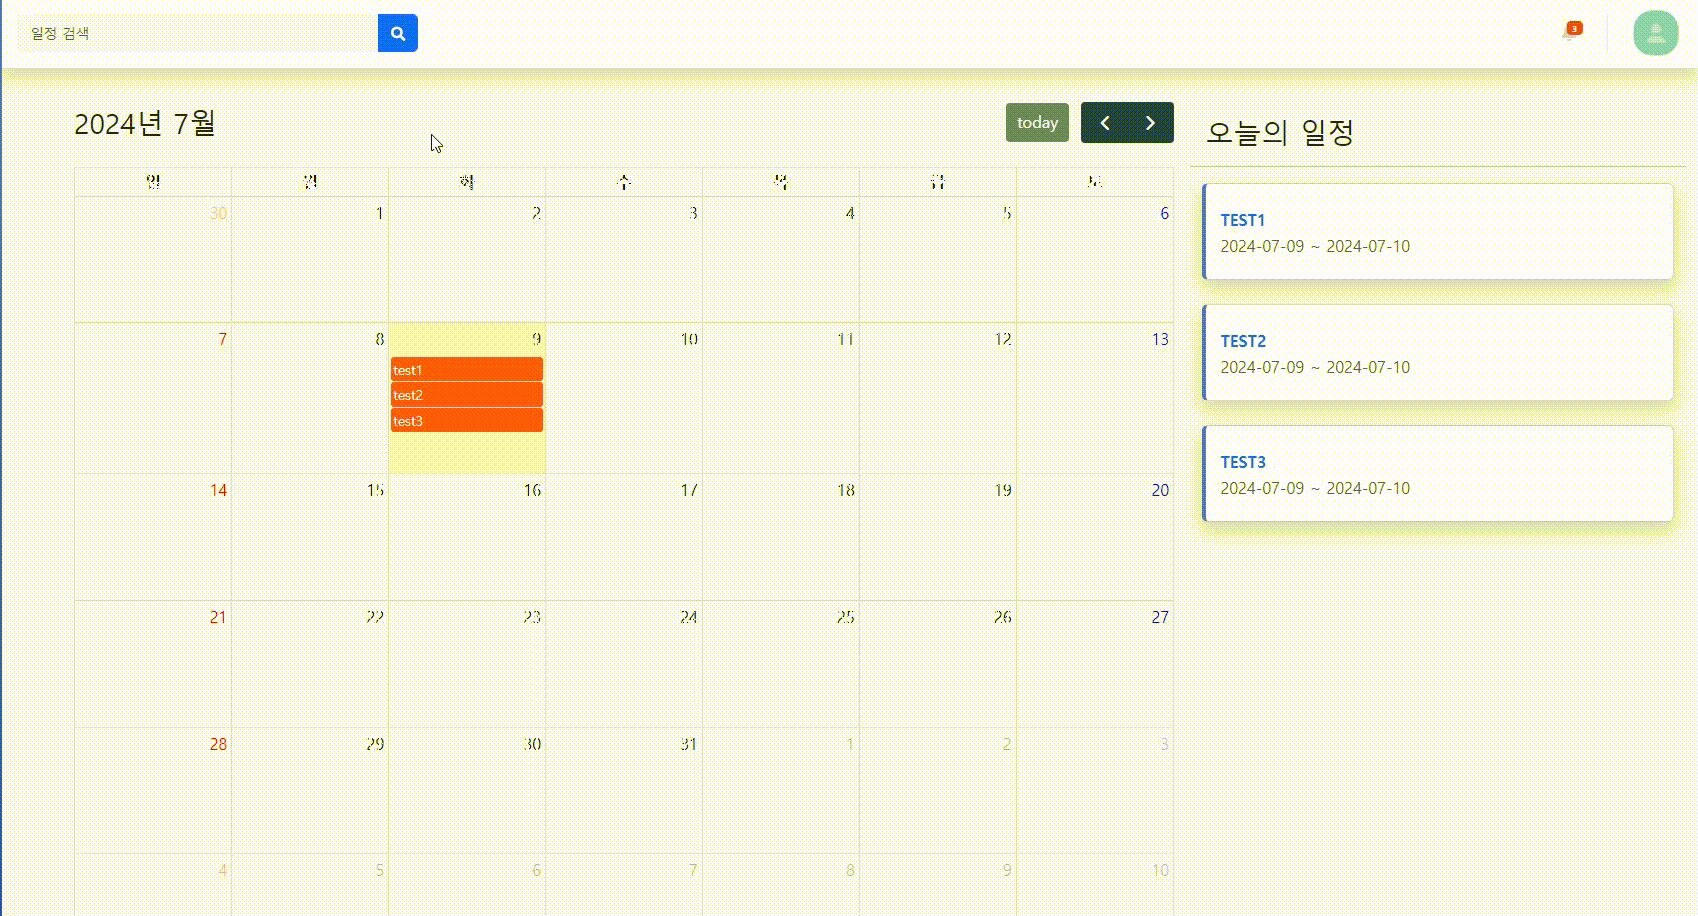 일정 검색
3
2024년 7월
today
오늘의 일정
일 월 화 수 목 금 토
30 1 2 3 4 5 6
7 8 9 10 11 12 13
test1
test2
test3
14 15 16 17 18 19 20
21 22 23 24 25 26 27
28 29 30 31 1 2 3
4 5 6 7 8 9 10
TEST1
2024-07-09 ~ 2024-07-10
TEST2
2024-07-09 ~ 2024-07-10
TEST3
2024-07-09 ~ 2024-07-10